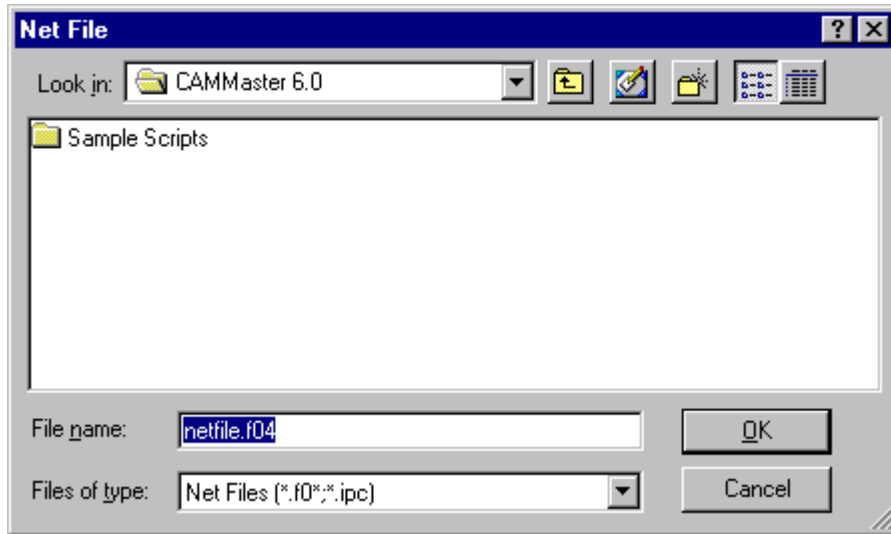 Net File
Look in: CAMMaster 6.0
Sample Scripts
File name: netfile.f04 OK
Files of type: Net Files (*.f0*;*.ipc) Cancel